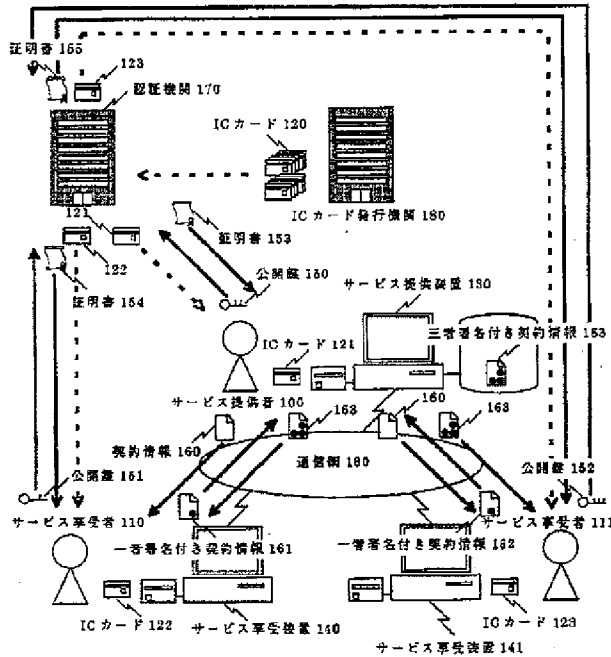 証明書 155
123
認証機関 170
ICカード 120
ICカード発行機関 180
121
証明書 153
122
証明書 154
公開鍵 150
サービス提供装置 130
三者署名付き契約情報 153
ICカード 121
サービス提供者 100
163
160
163
契約情報 160
通信網 190
公開鍵 151
公開鍵 152
サービス享受者 110
サービス享受者 111
一者署名付き契約情報 161
一者署名付き契約情報 162
ICカード 122
サービス享受装置 140
サービス享受装置 141
ICカード 123